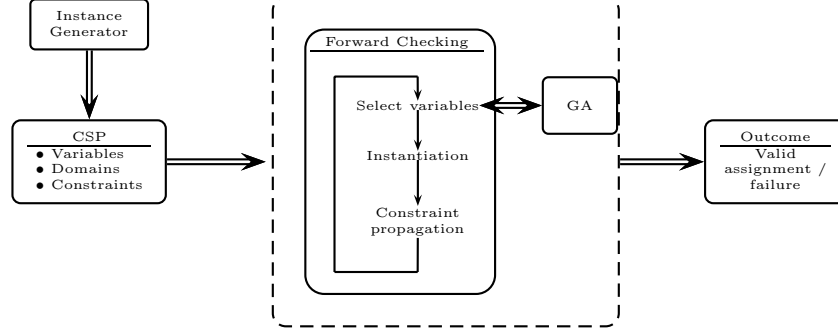 Instance
Generator
CSP
• Variables
• Domains
• Constraints
Forward Checking
Select variables
Instantiation
Constraint
propagation
GA
Outcome
Valid
assignment /
failure